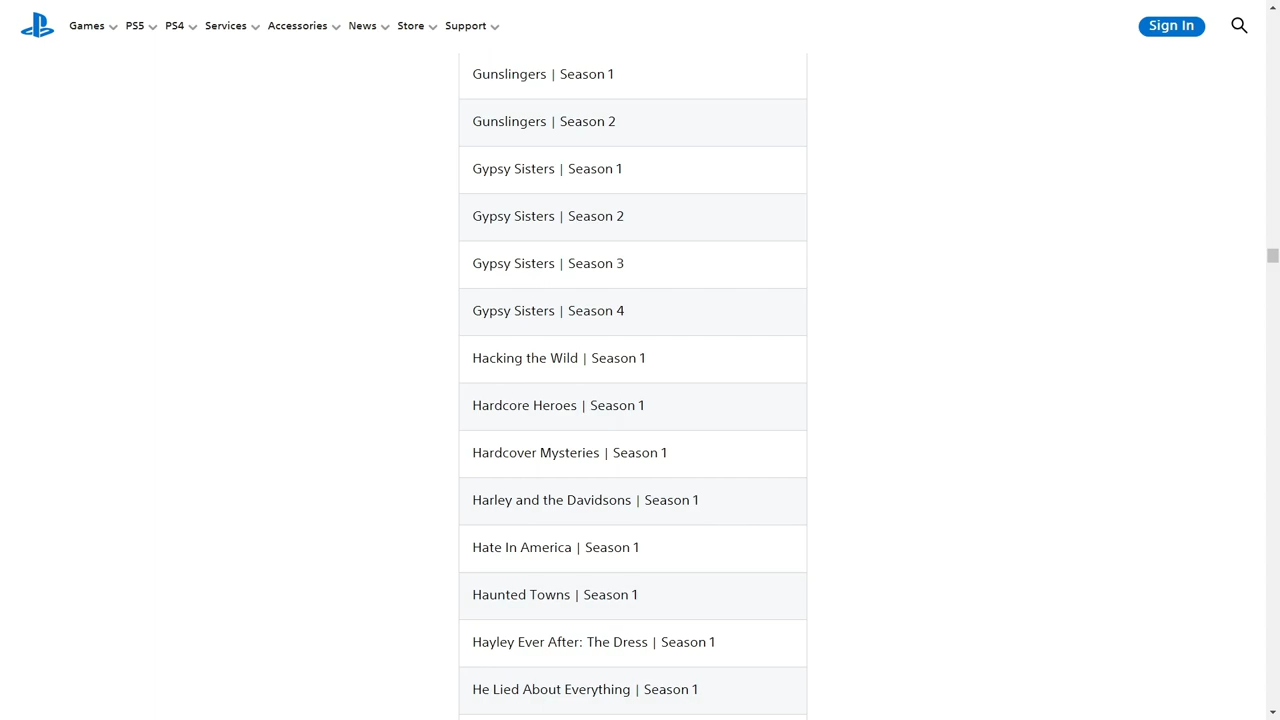 Games PS5 PS4 Services Accessories News Store Support Sign In
Gunslingers | Season 1
Gunslingers | Season 2
Gypsy Sisters | Season 1
Gypsy Sisters | Season 2
Gypsy Sisters | Season 3
Gypsy Sisters | Season 4
Hacking the Wild | Season 1
Hardcore Heroes | Season 1
Hardcover Mysteries | Season 1
Harley and the Davidsons | Season 1
Hate In America | Season 1
Haunted Towns | Season 1
Hayley Ever After: The Dress | Season 1
He Lied About Everything | Season 1